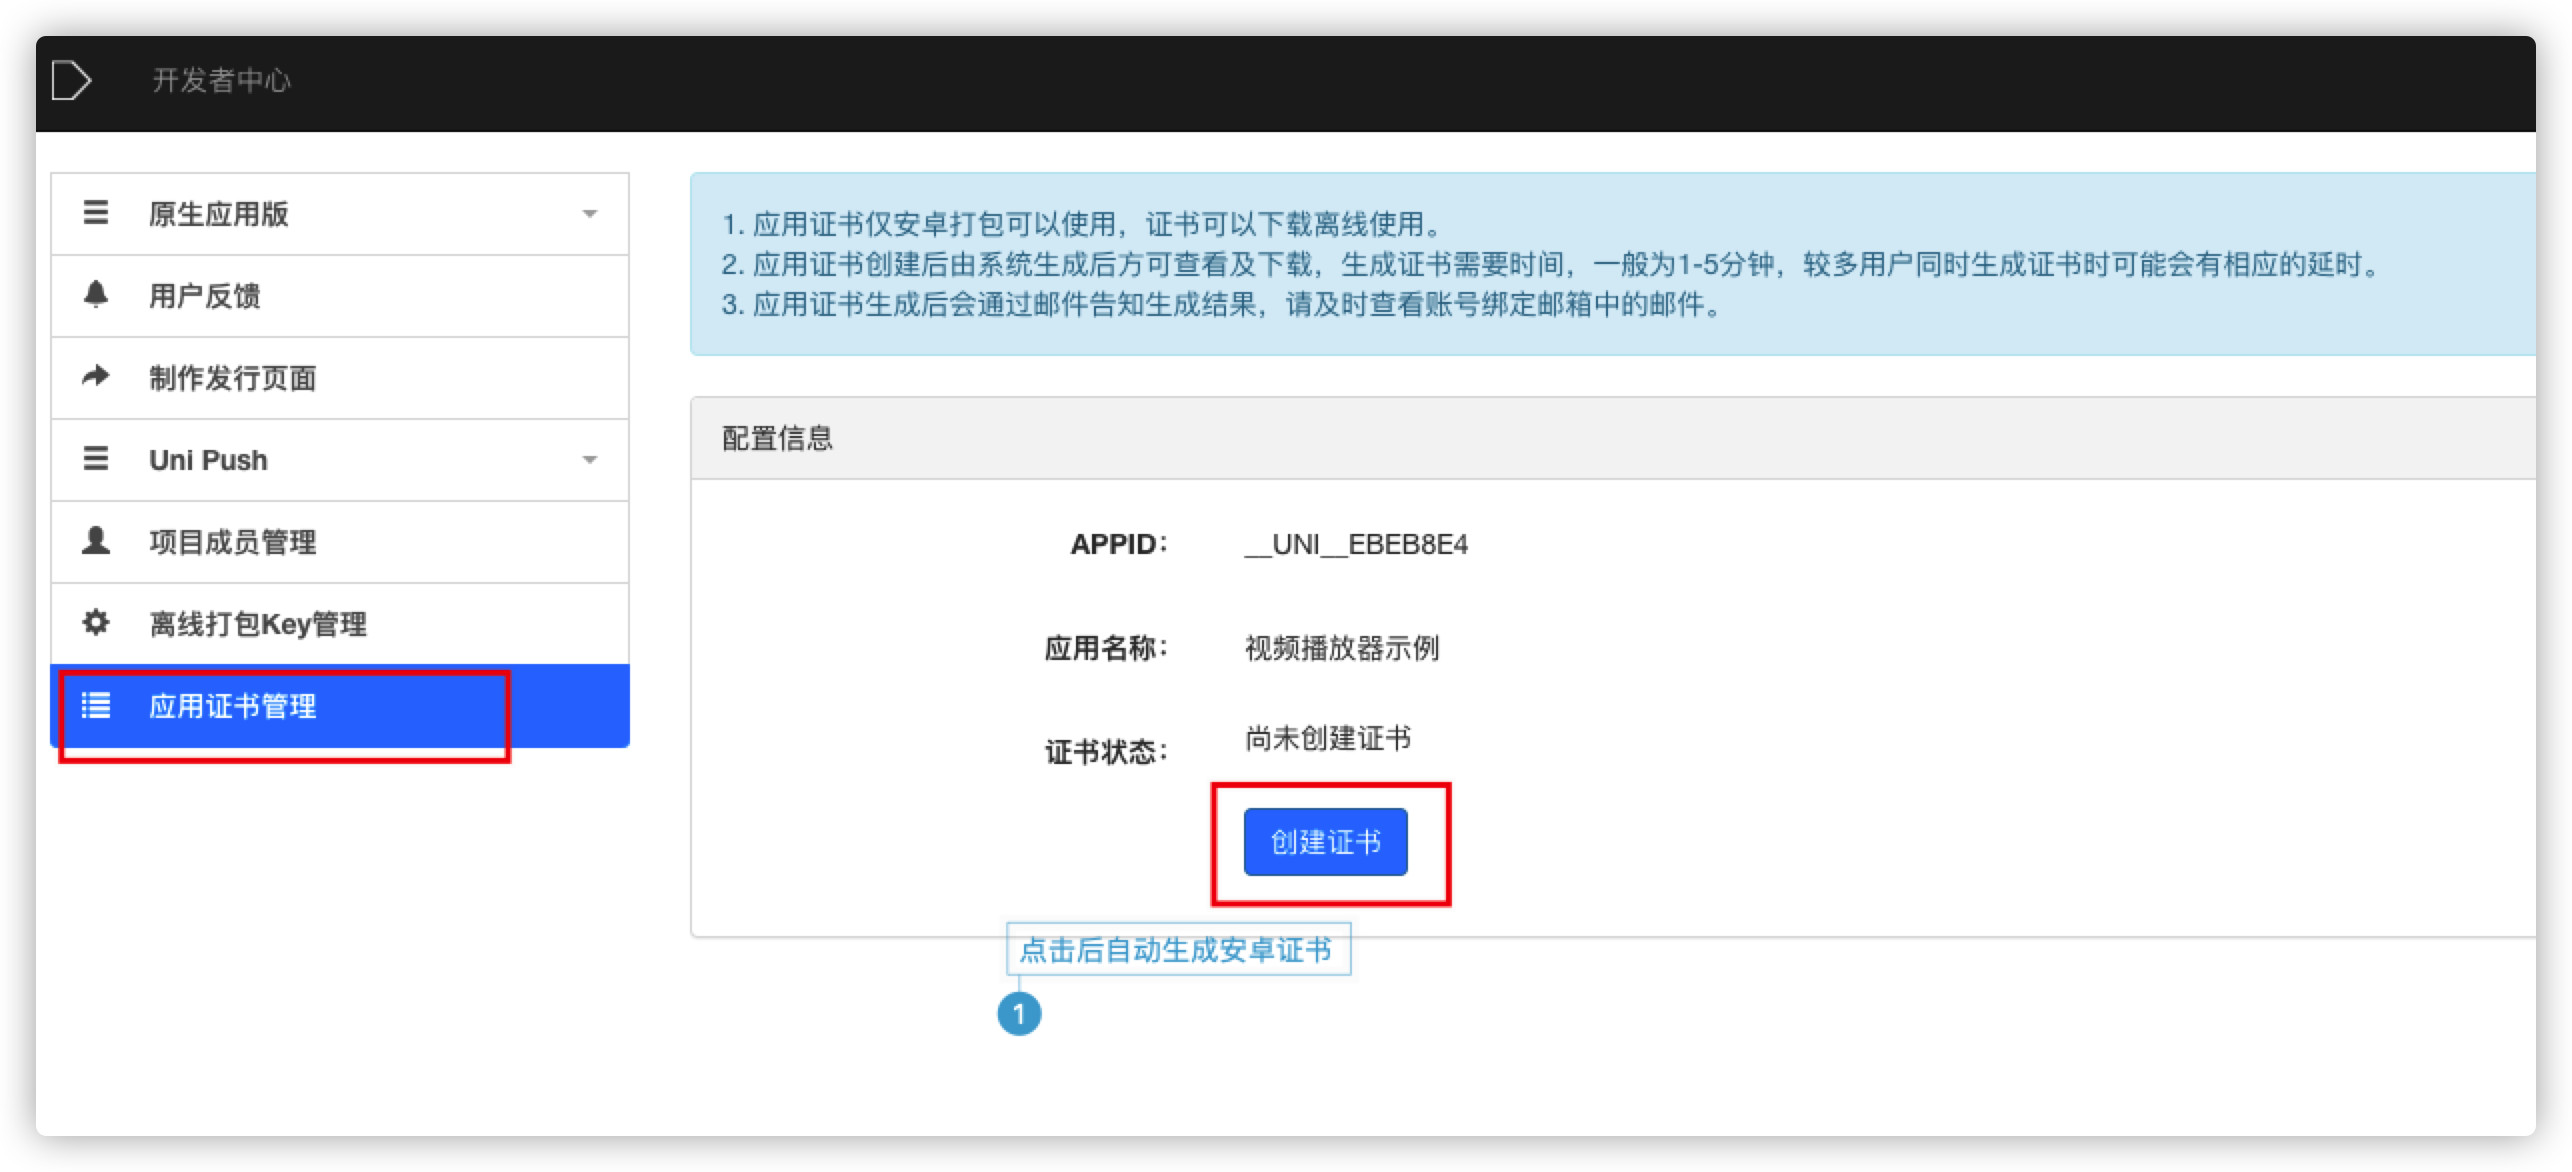 开发者中心
原生应用版
用户反馈
制作发行页面
Uni Push
项目成员管理
离线打包Key管理
应用证书管理
1. 应用证书仅安卓打包可以使用，证书可以下载离线使用。
2. 应用证书创建后由系统生成后方可查看及下载，生成证书需要时间，一般为1-5分钟，较多用户同时生成证书时可能会有相应的延时。
3. 应用证书生成后会通过邮件告知生成结果，请及时查看账号绑定邮箱中的邮件。
配置信息
APPID： __UNI__EBEB8E4
应用名称： 视频播放器示例
证书状态： 尚未创建证书
创建证书
点击后自动生成安卓证书
1